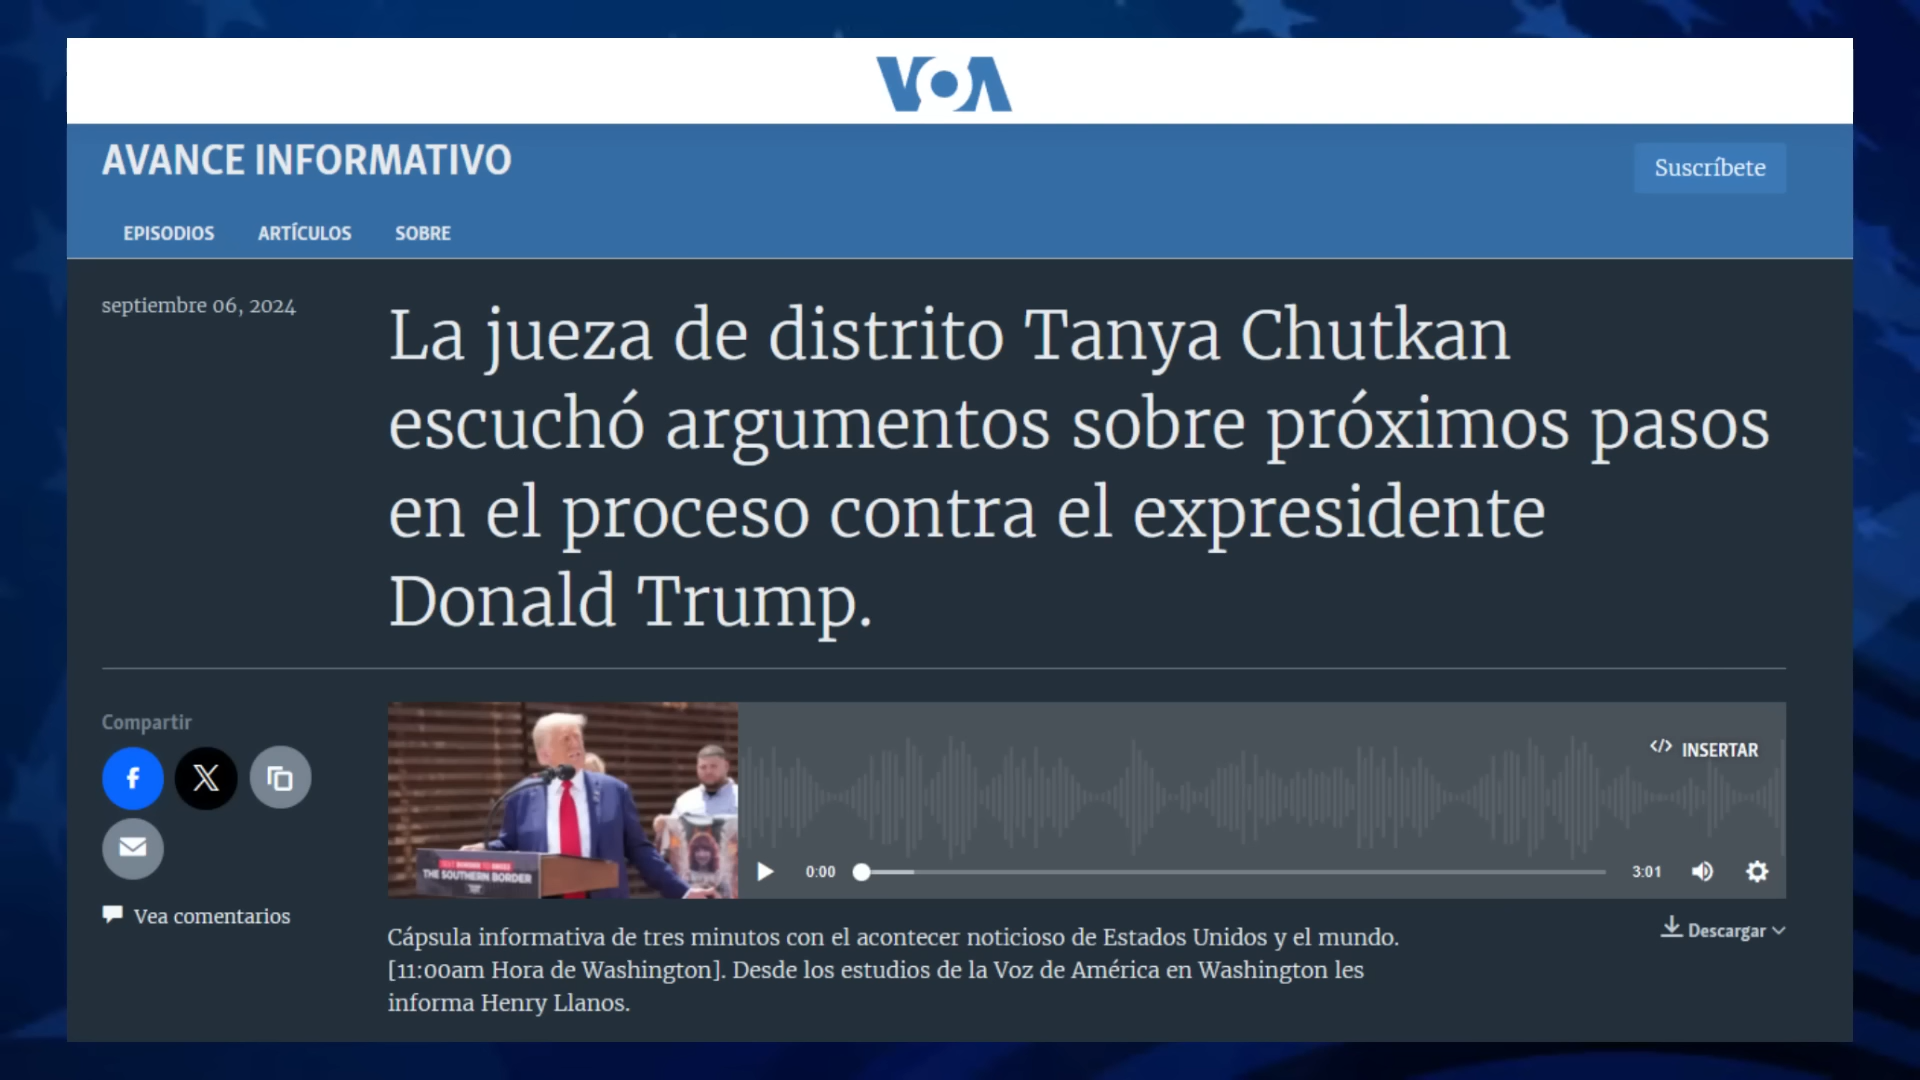 VOA
AVANCE INFORMATIVO
Suscríbete
EPISODIOS ARTÍCULOS SOBRE
septiembre 06, 2024
La jueza de distrito Tanya Chutkan
escuchó argumentos sobre próximos pasos
en el proceso contra el expresidente
Donald Trump.
Compartir
f X
Vea comentarios
</> INSERTAR
THE SOUTHERN BORDER
0:00
3:01
Descargar
Cápsula informativa de tres minutos con el acontecer noticioso de Estados Unidos y el mundo.
[11:00am Hora de Washington]. Desde los estudios de la Voz de América en Washington les
informa Henry Llanos.